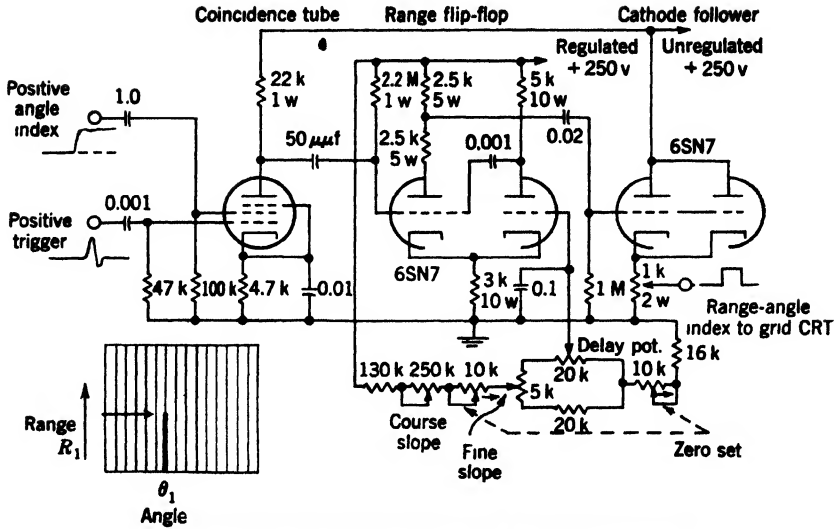 Coincidence tube
Range flip-flop
Cathode follower
Regulated
+ 250 v
Unregulated
+ 250 v
Positive
angle
index
1.0
22 k
1 w
2.2 M
1 w
2.5 k
5 w
5 k
10 w
50 μμf
2.5 k
5 w
0.001
0.02
6SN7
Positive
trigger
0.001
6SN7
47 k
100 k
4.7 k
0.01
3 k
10 w
0.1
1 M
1 k
2 w
Range-angle
index to grid CRT
Delay pot.
16 k
130 k
250 k
10 k
5 k
20 k
20 k
10 k
Course
slope
Fine
slope
Zero set
Range
R1
θ1
Angle